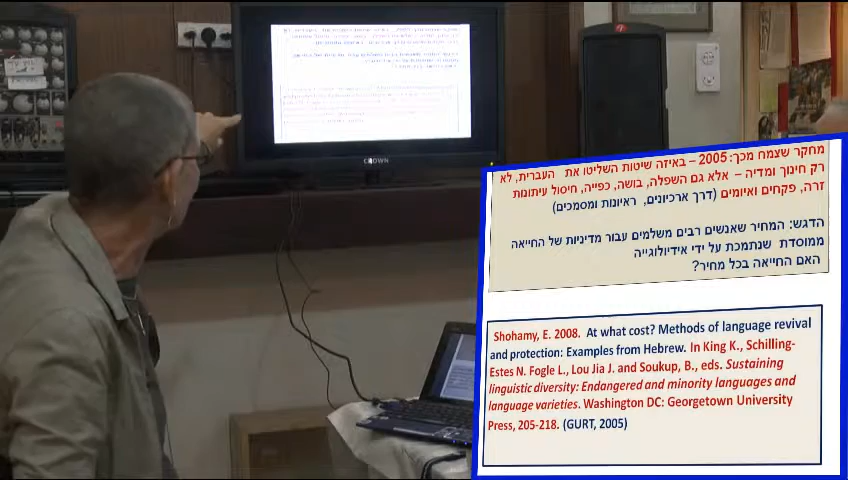 CROWN
מחקר שצמח מכך: 2005 – באיזה שיטות השליטו את העברית, לא
רק חינוך ומדיה – אלא גם השפלה, בושה, כפייה, חיסול עיתונות
זרה, פקחים ואיומים (דרך ארכיונים, ראיונות ומסמכים)
הדגש: המחיר שאנשים רבים משלמים עבור מדיניות של החייאה
ממוסדת שנתמכת על ידי אידיולוגייה
האם החייאה בכל מחיר?
Shohamy, E. 2008. At what cost? Methods of language revival
and protection: Examples from Hebrew. In King K., Schilling-
Estes N. Fogle L., Lou Jia J. and Soukup, B., eds. Sustaining
linguistic diversity: Endangered and minority languages and
language varieties. Washington DC: Georgetown University
Press, 205-218. (GURT, 2005)